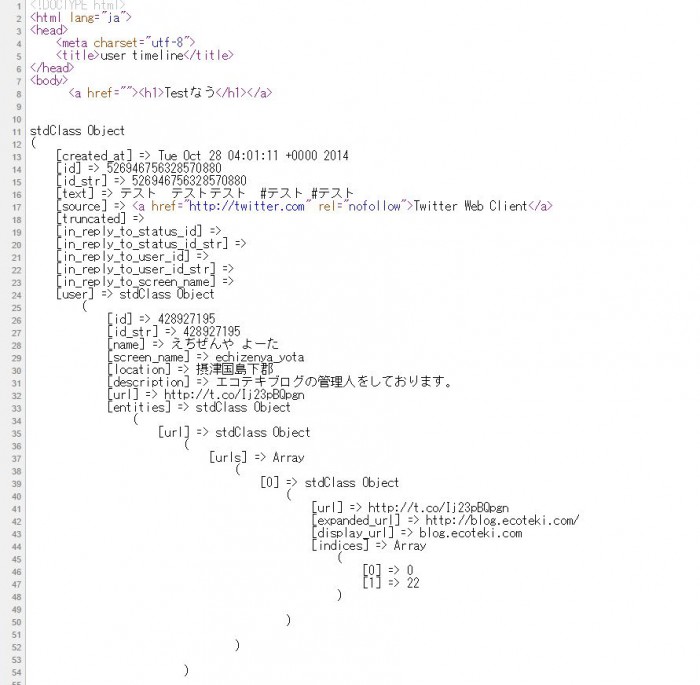 1 <!DOCTYPE html>
2 <html lang="ja">
3 <head>
4 <meta charset="utf-8">
5 <title>user timeline</title>
6 </head>
7 <body>
8 <a href=""><h1>Testなう</h1></a>
9
10
11 stdClass Object
12 (
13 [created_at] => Tue Oct 28 04:01:11 +0000 2014
14 [id] => 526946756328570880
15 [id_str] => 526946756328570880
16 [text] => テスト　テストテスト　#テスト #テスト
17 [source] => <a href="http://twitter.com" rel="nofollow">Twitter Web Client</a>
18 [truncated] =>
19 [in_reply_to_status_id] =>
20 [in_reply_to_status_id_str] =>
21 [in_reply_to_user_id] =>
22 [in_reply_to_user_id_str] =>
23 [in_reply_to_screen_name] =>
24 [user] => stdClass Object
25 (
26 [id] => 428927195
27 [id_str] => 428927195
28 [name] => えちぜんや よーた
29 [screen_name] => echizenya_yota
30 [location] => 摂津国島下郡
31 [description] => エコテキブログの管理人をしております。
32 [url] => http://t.co/Ij23pBQpgn
33 [entities] => stdClass Object
34 (
35 [url] => stdClass Object
36 (
37 [urls] => Array
38 (
39 [0] => stdClass Object
40 (
41 [url] => http://t.co/Ij23pBQpgn
42 [expanded_url] => http://blog.ecoteki.com/
43 [display_url] => blog.ecoteki.com
44 [indices] => Array
45 (
46 [0] => 0
47 [1] => 22
48 )
49
50 )
51
52 )
53
54 )